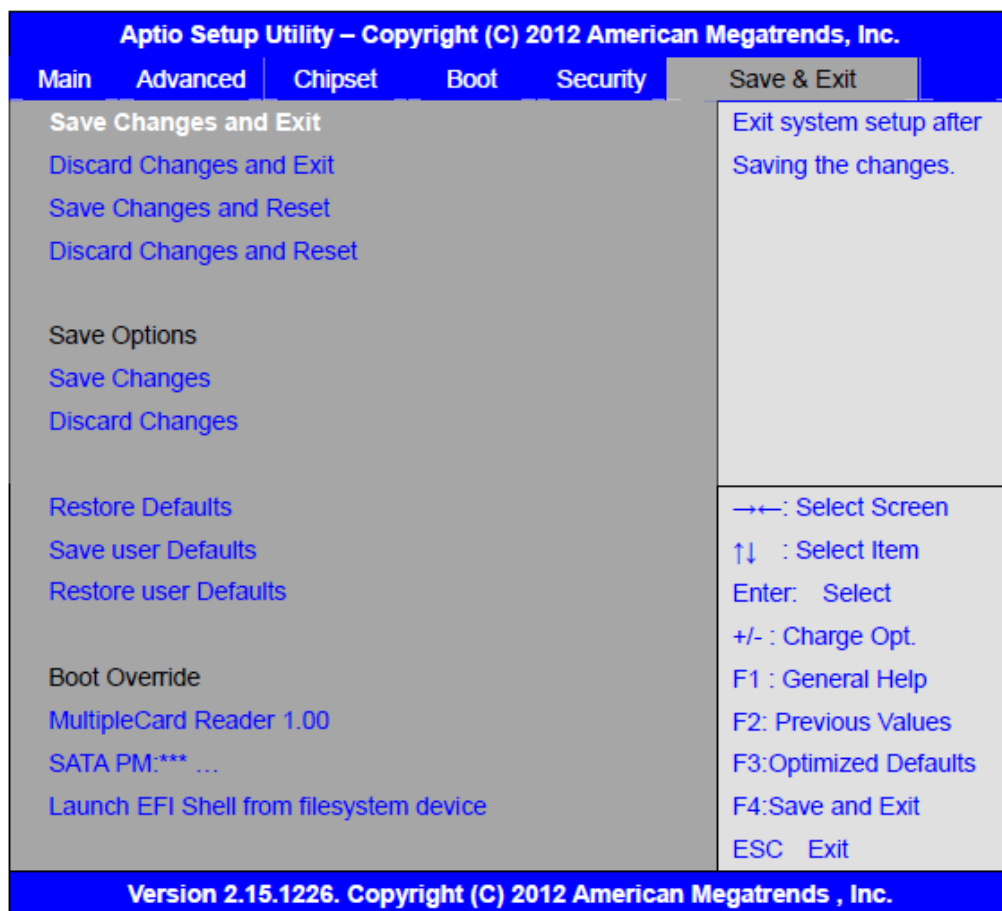 Aptio Setup Utility – Copyright (C) 2012 American Megatrends, Inc.
Main Advanced Chipset Boot Security Save & Exit
Save Changes and Exit
Discard Changes and Exit
Save Changes and Reset
Discard Changes and Reset
Save Options
Save Changes
Discard Changes
Restore Defaults
Save user Defaults
Restore user Defaults
Boot Override
MultipleCard Reader 1.00
SATA PM:*** …
Launch EFI Shell from filesystem device
Exit system setup after
Saving the changes.
→←: Select Screen
↑↓ : Select Item
Enter: Select
+/- : Charge Opt.
F1 : General Help
F2: Previous Values
F3:Optimized Defaults
F4:Save and Exit
ESC Exit
Version 2.15.1226. Copyright (C) 2012 American Megatrends , Inc.